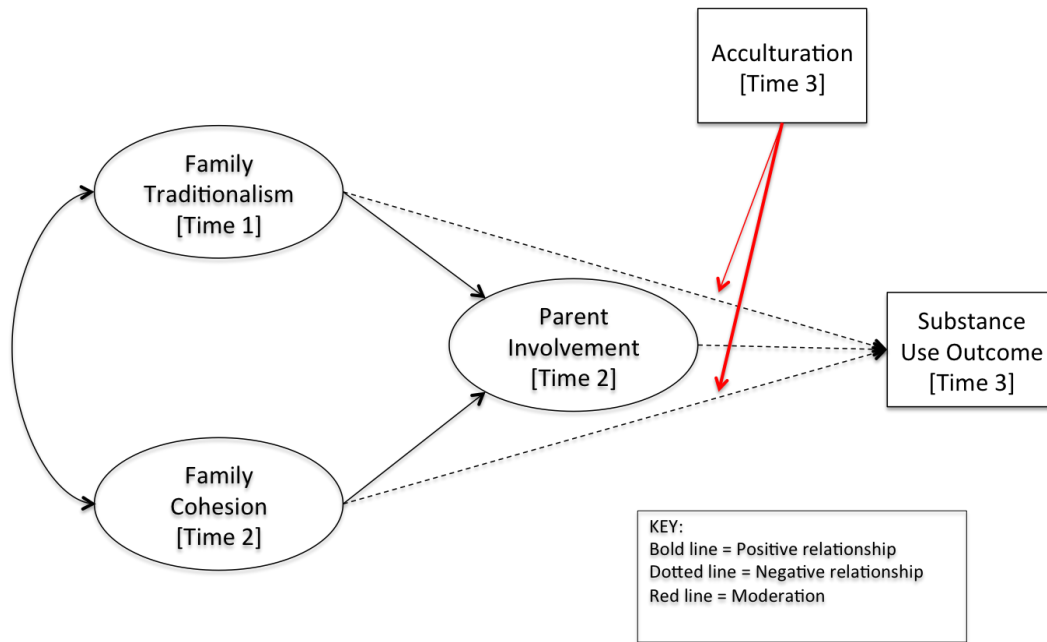 Acculturation
[Time 3]
Family
Traditionalism
[Time 1]
Parent
Involvement
[Time 2]
Substance
Use Outcome
[Time 3]
Family
Cohesion
[Time 2]
KEY:
Bold line = Positive relationship
Dotted line = Negative relationship
Red line = Moderation